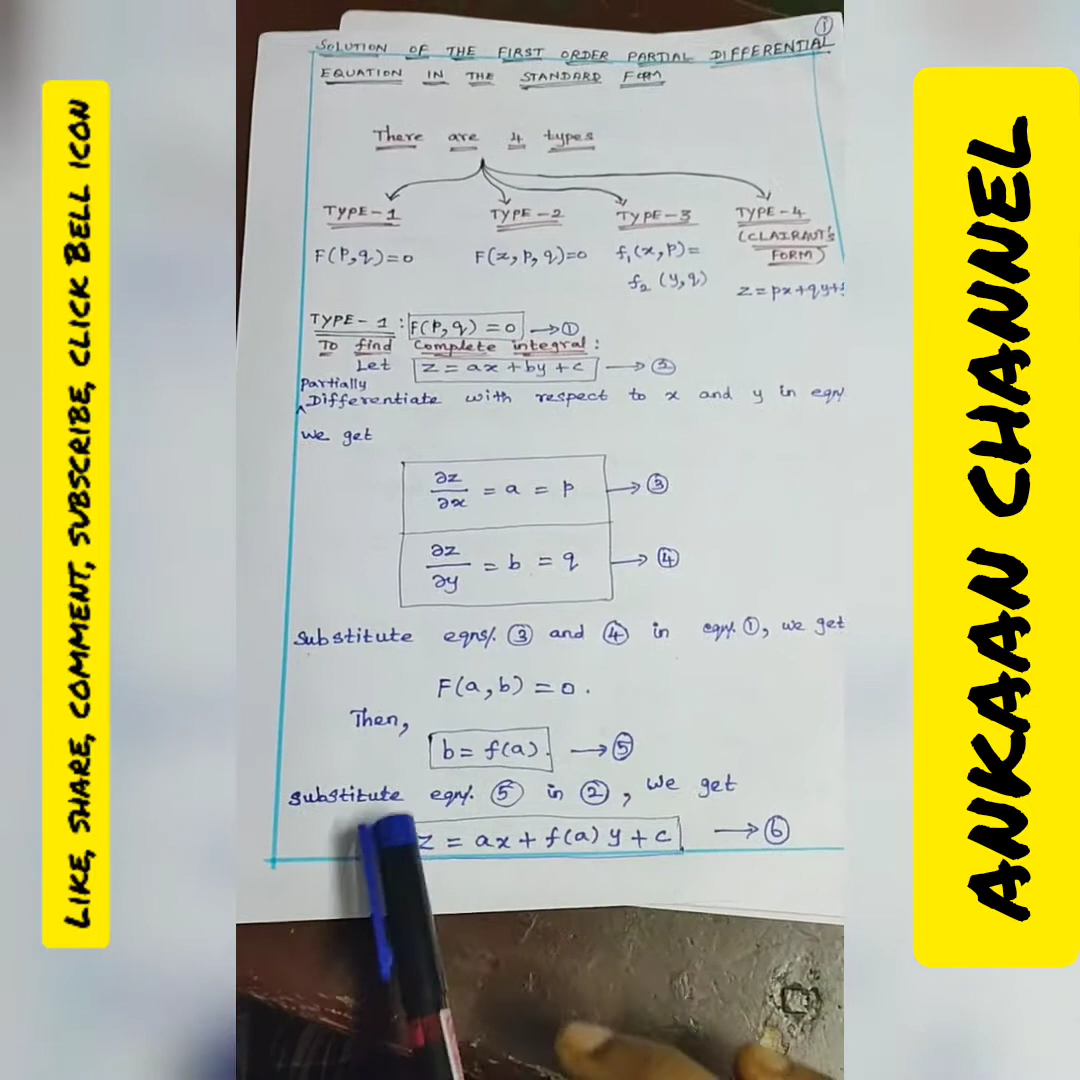 LIKE, SHARE, COMMENT, SUBSCRIBE, CLICK BELL ICON
①
SOLUTION OF THE FIRST ORDER PARTIAL DIFFERENTIAL
EQUATION IN THE STANDARD FORM
There are 4 types
TYPE-1 TYPE-2 TYPE-3 TYPE-4
(CLAIRAUT'S
FORM)
F(p,q)=0 F(z,p,q)=0 f₁(x,p)=
f₂(y,q)
z=px+qy+
TYPE-1: F(p,q)=0 → ①
To find Complete integral:
Let z=ax+by+c → ②
partially
Differentiate with respect to x and y in eqn/.
We get
∂z/∂x = a = p → ③
∂z/∂y = b = q → ④
Substitute eqns/. ③ and ④ in eqn/. ①, we get
F(a,b)=0.
Then,
b=f(a). → ⑤
Substitute eqn/. ⑤ in ②, we get
z = ax+f(a)y+c → ⑥
ANKAAN CHANNEL